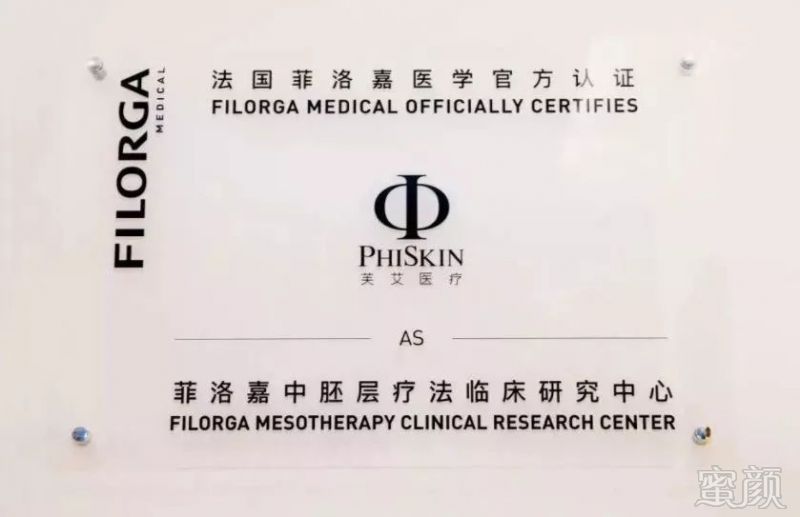 FILORGA
MEDICAL
法国菲洛嘉医学官方认证
FILORGA MEDICAL OFFICIALLY CERTIFIES
PHISKIN
芙艾医疗
AS
菲洛嘉中胚层疗法临床研究中心
FILORGA MESOTHERAPY CLINICAL RESEARCH CENTER
蜜颜